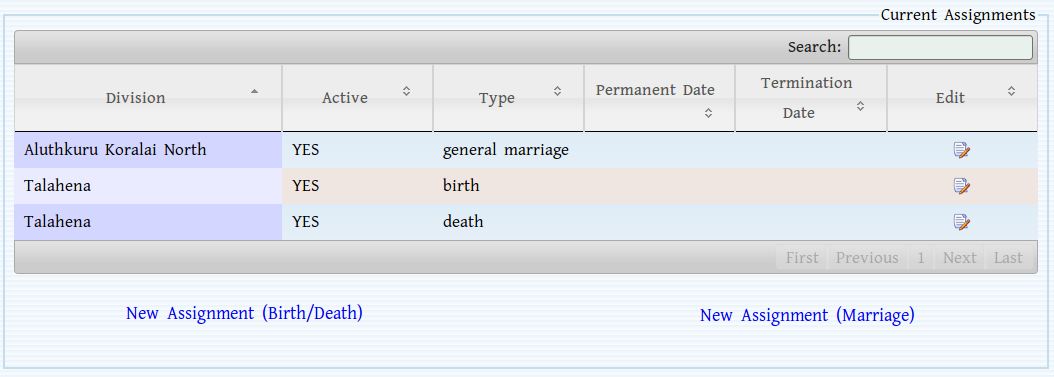 Current Assignments
Search:
Division Active Type Permanent Date Termination Date Edit
Aluthkuru Koralai North YES general marriage
Talahena YES birth
Talahena YES death
First Previous 1 Next Last
New Assignment (Birth/Death) New Assignment (Marriage)